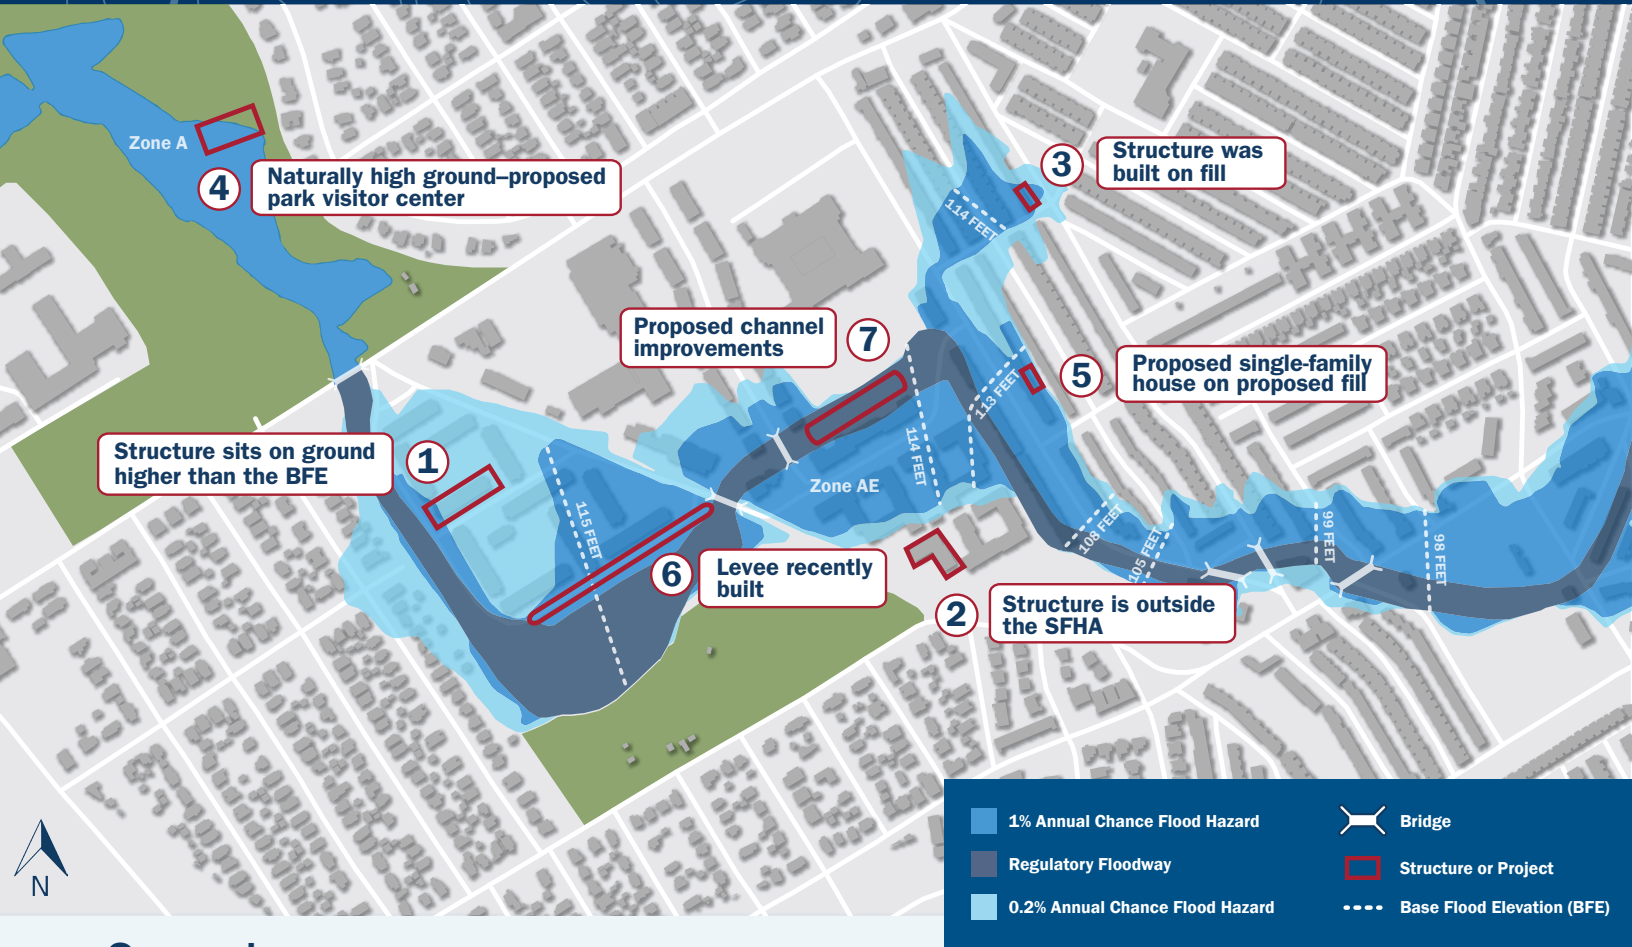 Zone A
4
Naturally high ground–proposed
park visitor center
3
Structure was
built on fill
114 FEET
Proposed channel
improvements
7
5
Proposed single-family
house on proposed fill
113 FEET
114 FEET
Structure sits on ground
higher than the BFE
1
Zone AE
115 FEET
108 FEET
105 FEET
99 FEET
98 FEET
6
Levee recently
built
2
Structure is outside
the SFHA
N
1% Annual Chance Flood Hazard
Regulatory Floodway
0.2% Annual Chance Flood Hazard
Bridge
Structure or Project
Base Flood Elevation (BFE)